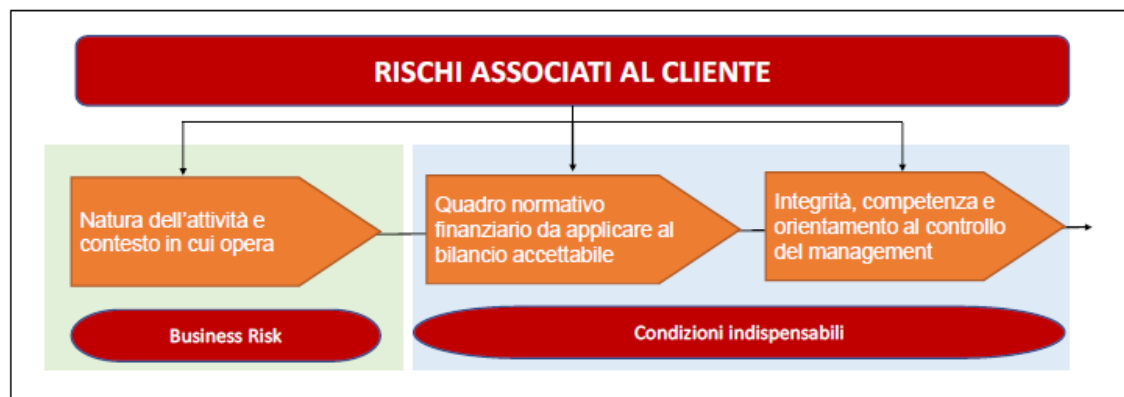 RISCHI ASSOCIATI AL CLIENTE
Natura dell'attività e
contesto in cui opera
Quadro normativo
finanziario da applicare al
bilancio accettabile
Integrità, competenza e
orientamento al controllo
del management
Business Risk
Condizioni indispensabili